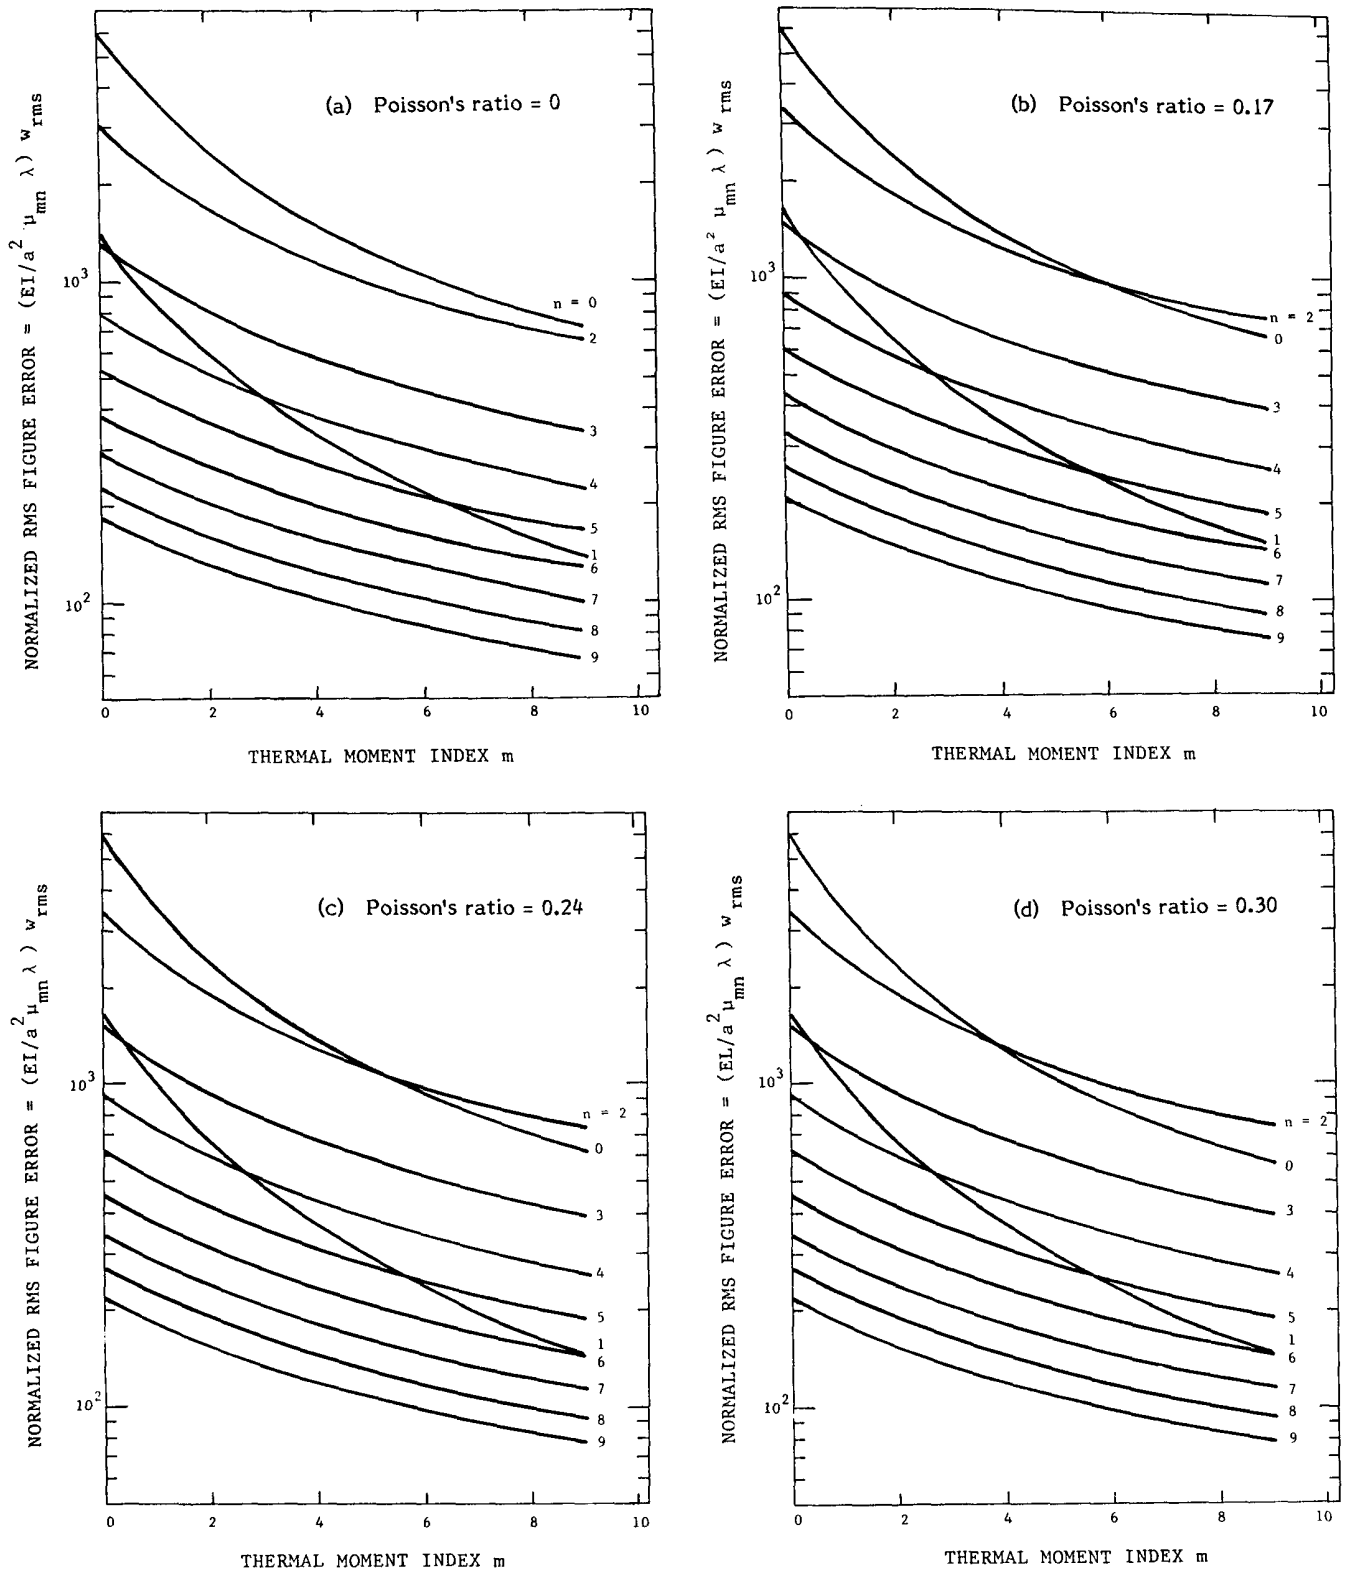 (a) Poisson's ratio = 0
NORMALIZED RMS FIGURE ERROR = (EI/a² μmn λ) wrms
10³
10²
n = 0
2
3
4
5
1
6
7
8
9
0 2 4 6 8 10
THERMAL MOMENT INDEX m
(b) Poisson's ratio = 0.17
NORMALIZED RMS FIGURE ERROR = (EI/a² μmn λ) wrms
10³
10²
n = 2
0
3
4
5
1
6
7
8
9
0 2 4 6 8 10
THERMAL MOMENT INDEX m
(c) Poisson's ratio = 0.24
NORMALIZED RMS FIGURE ERROR = (EI/a² μmn λ) wrms
10³
10²
n = 2
0
3
4
5
1
6
7
8
9
0 2 4 6 8 10
THERMAL MOMENT INDEX m
(d) Poisson's ratio = 0.30
NORMALIZED RMS FIGURE ERROR = (EL/a² μmn λ) wrms
10³
10²
n = 2
0
3
4
5
1
6
7
8
9
0 2 4 6 8 10
THERMAL MOMENT INDEX m